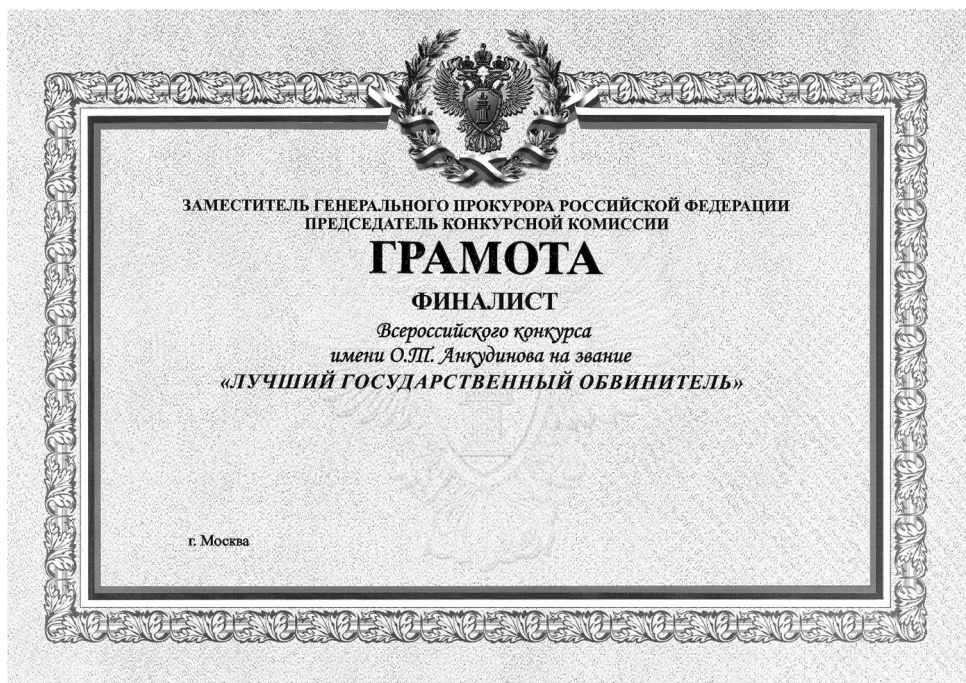 ЗАМЕСТИТЕЛЬ ГЕНЕРАЛЬНОГО ПРОКУРОРА РОССИЙСКОЙ ФЕДЕРАЦИИ
ПРЕДСЕДАТЕЛЬ КОНКУРСНОЙ КОМИССИИ
ГРАМОТА
ФИНАЛИСТ
Всероссийского конкурса
имени О.Т. Анкудинова на звание
«ЛУЧШИЙ ГОСУДАРСТВЕННЫЙ ОБВИНИТЕЛЬ»
г. Москва